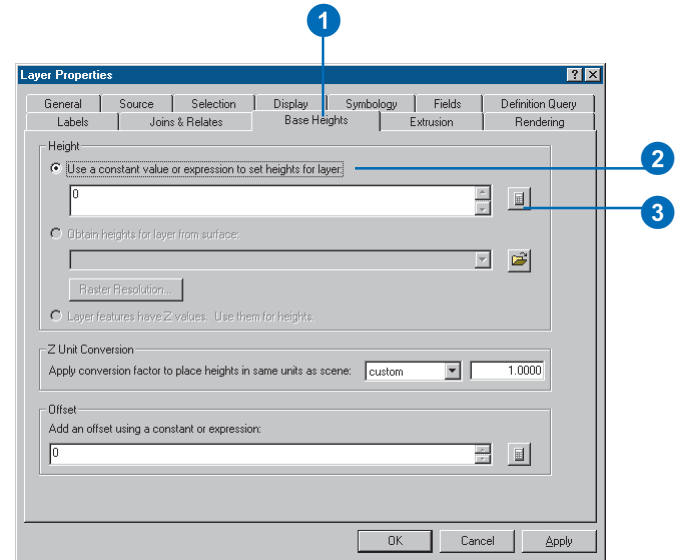 1
Layer Properties
General Source Selection Display Symbology Fields Definition Query
Labels Joins & Relates Base Heights Extrusion Rendering
Height
Use a constant value or expression to set heights for layer:
2
0
3
Obtain heights for layer from surface:
Raster Resolution...
Layer features have Z values. Use them for heights.
Z Unit Conversion
Apply conversion factor to place heights in same units as scene: custom 1.0000
Offset
Add an offset using a constant or expression:
0
OK Cancel Apply